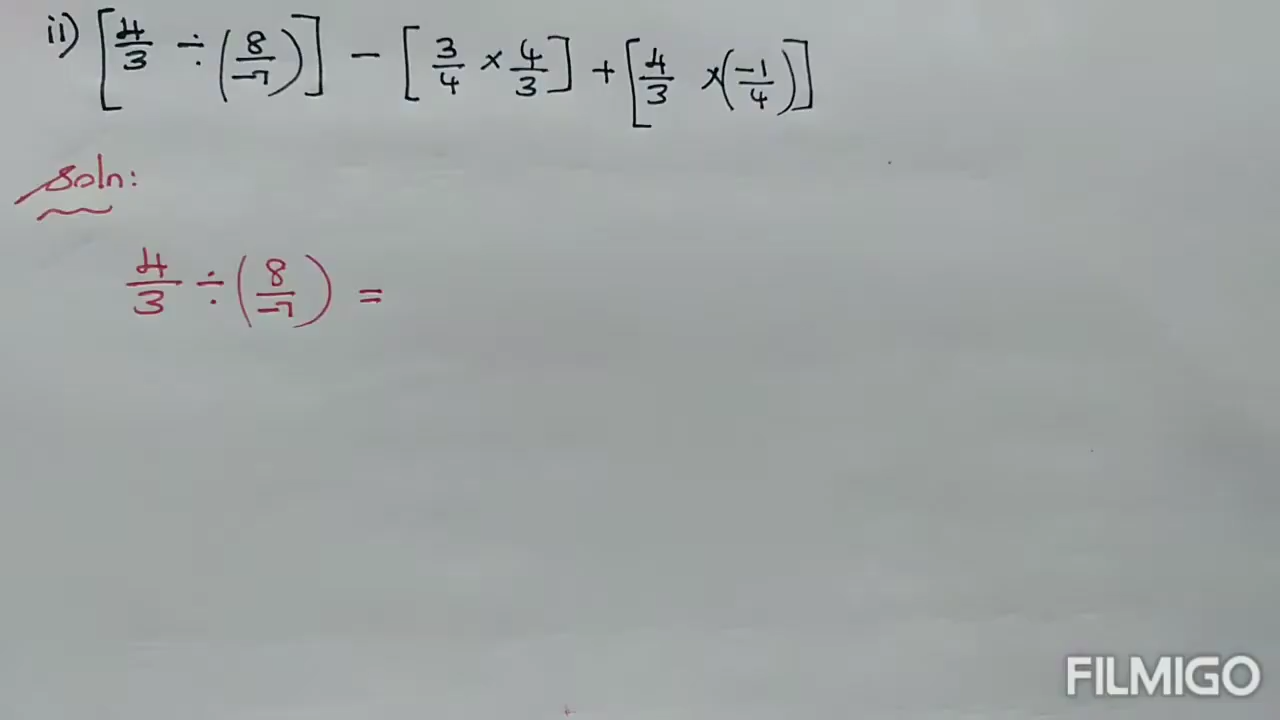 ii) [4/3 ÷ (8/-7)] - [3/4 × 4/3] + [4/3 × (-1/4)]
Soln:
4/3 ÷ (8/-7) =
FILMIGO